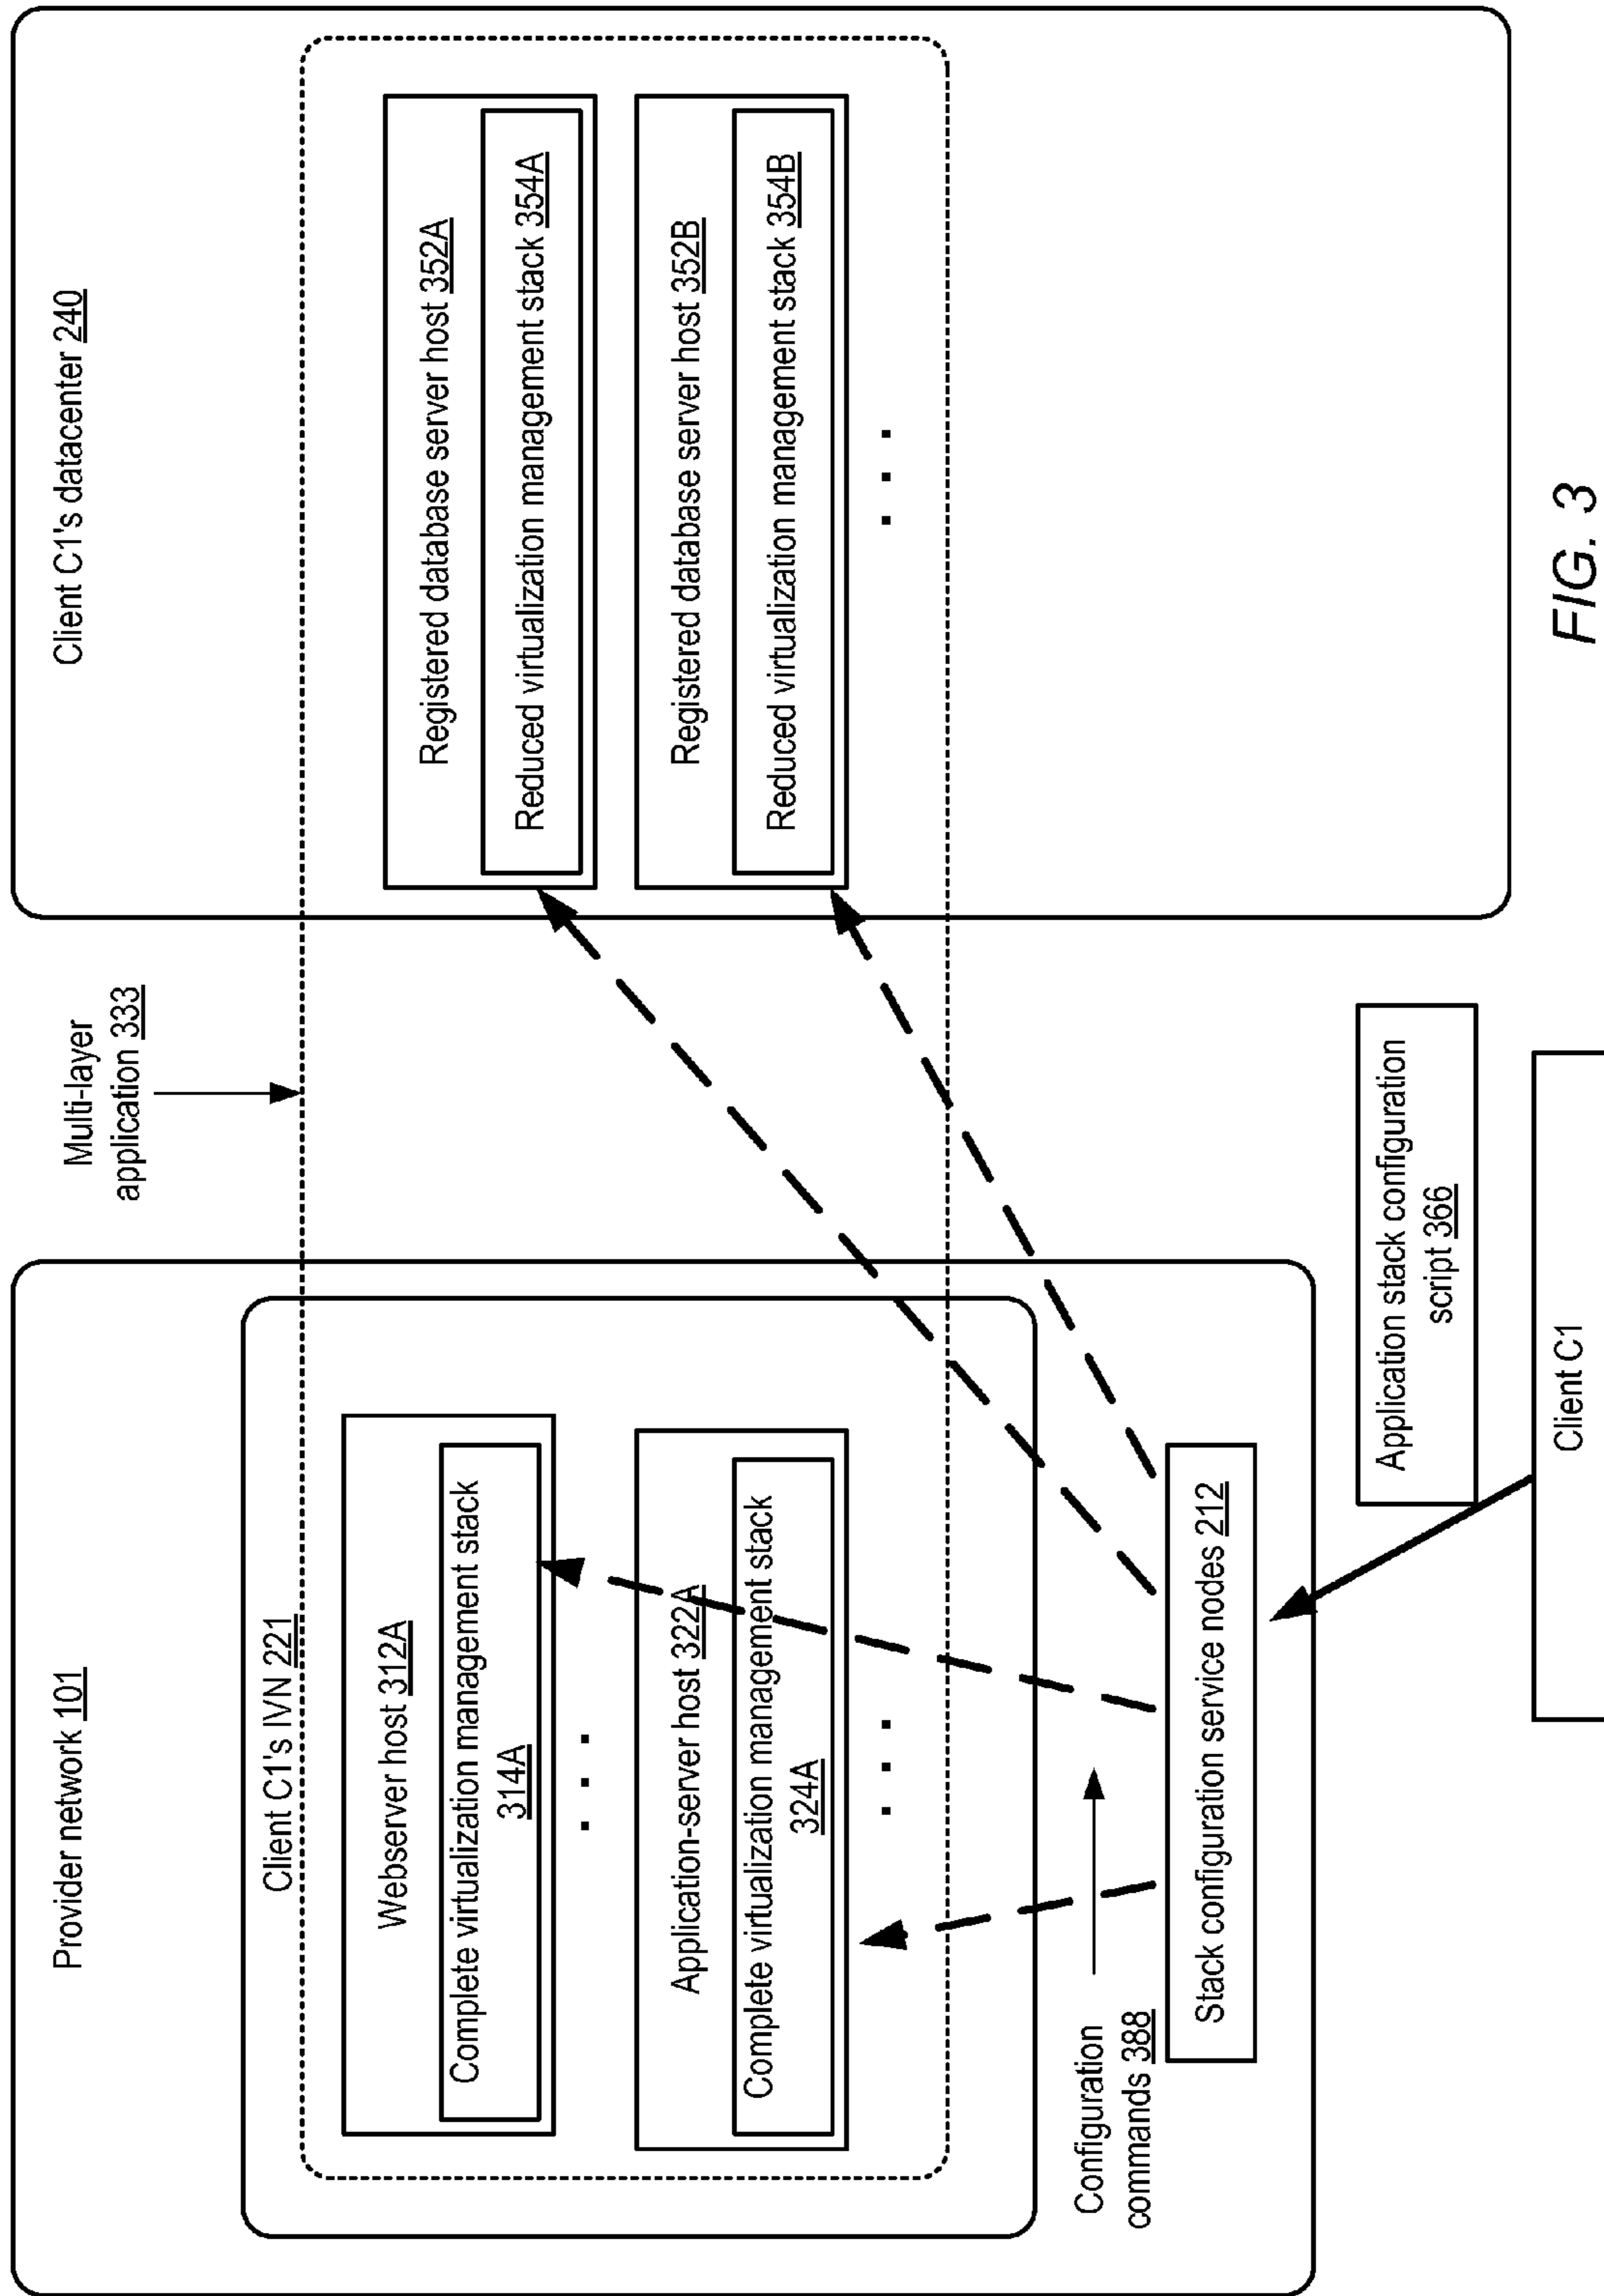 Provider network 101
Client C1's IVN 221
Webserver host 312A
Complete virtualization management stack
314A
. . .
Application-server host 322A
Complete virtualization management stack
324A
. . .
Configuration
commands 388
Stack configuration service nodes 212
Multi-layer
application 333
Client C1's datacenter 240
Registered database server host 352A
Reduced virtualization management stack 354A
Registered database server host 352B
Reduced virtualization management stack 354B
. . .
Application stack configuration
script 366
Client C1
FIG. 3